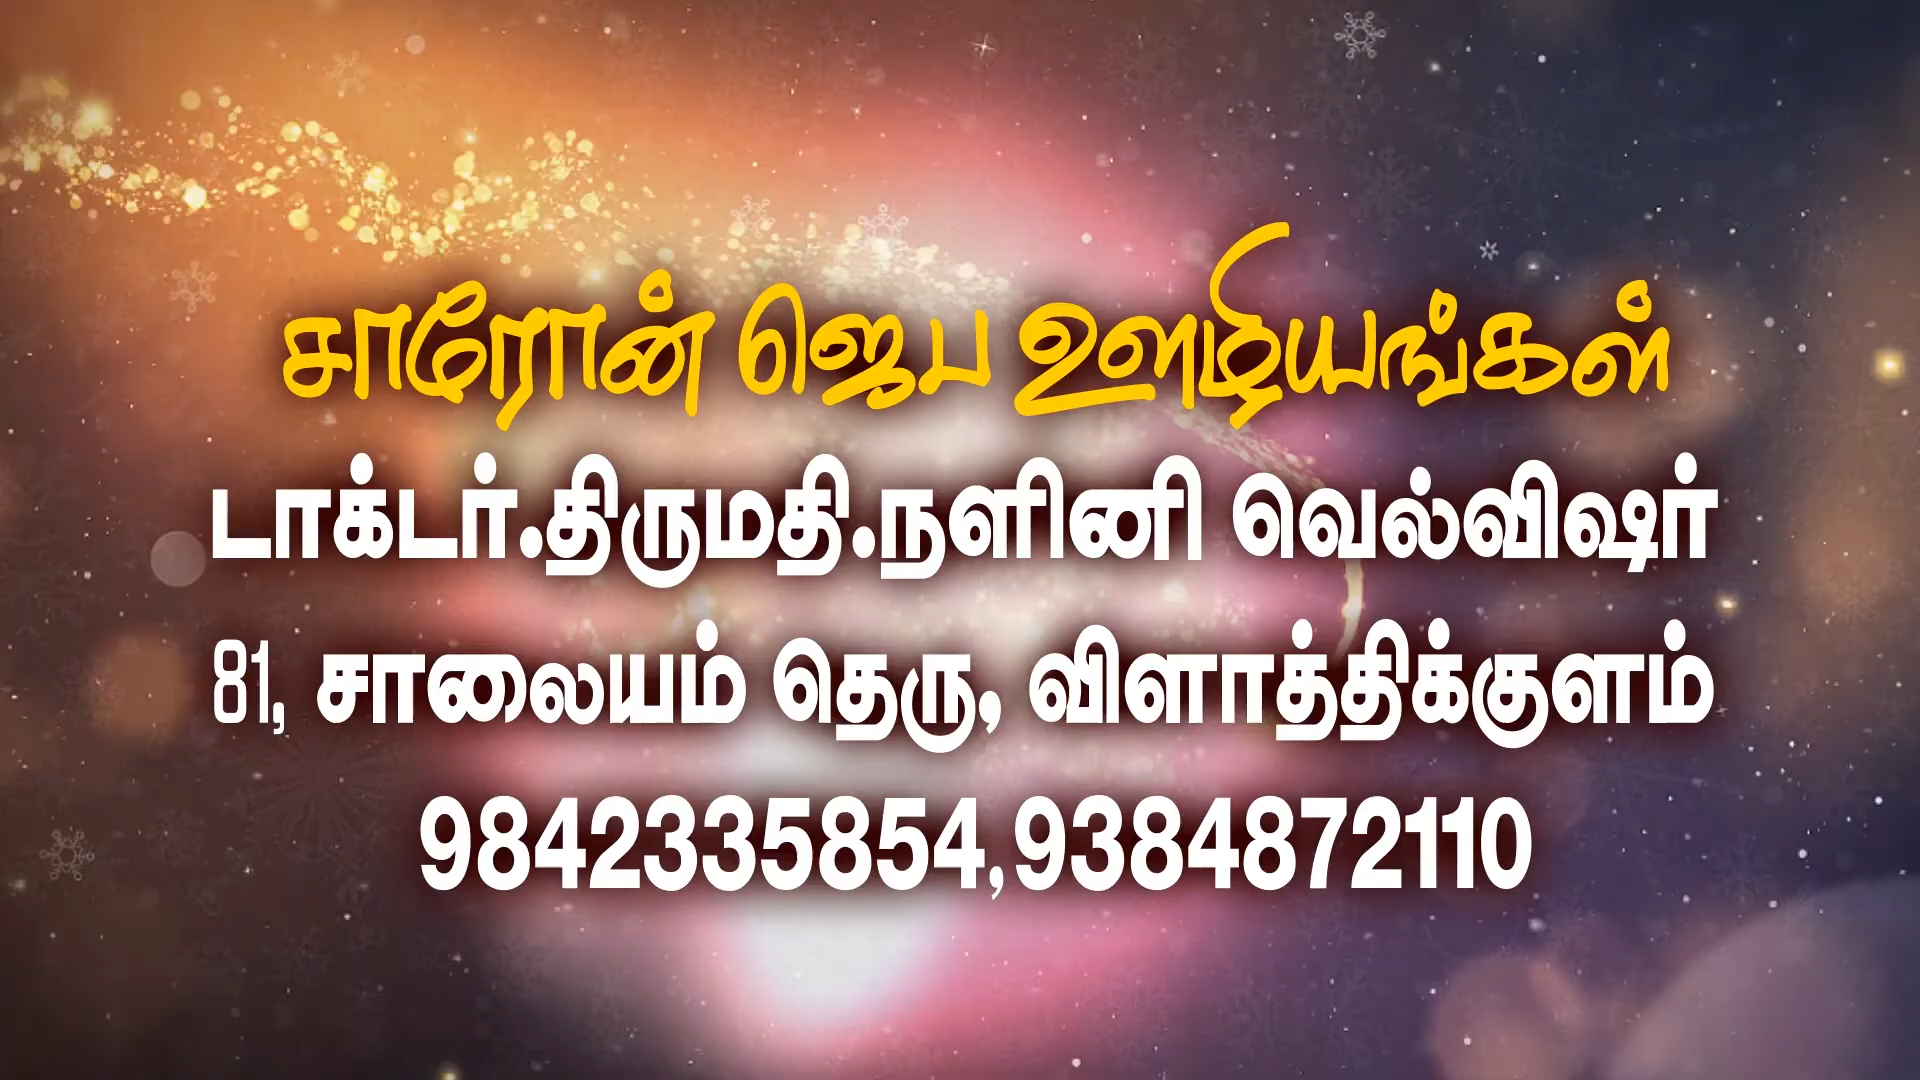 சாரோன் ஜெப ஊழியங்கள்
டாக்டர்.திருமதி.நளினி வெல்விஷர்
81, சாலையம் தெரு, விளாத்திக்குளம்
9842335854,9384872110